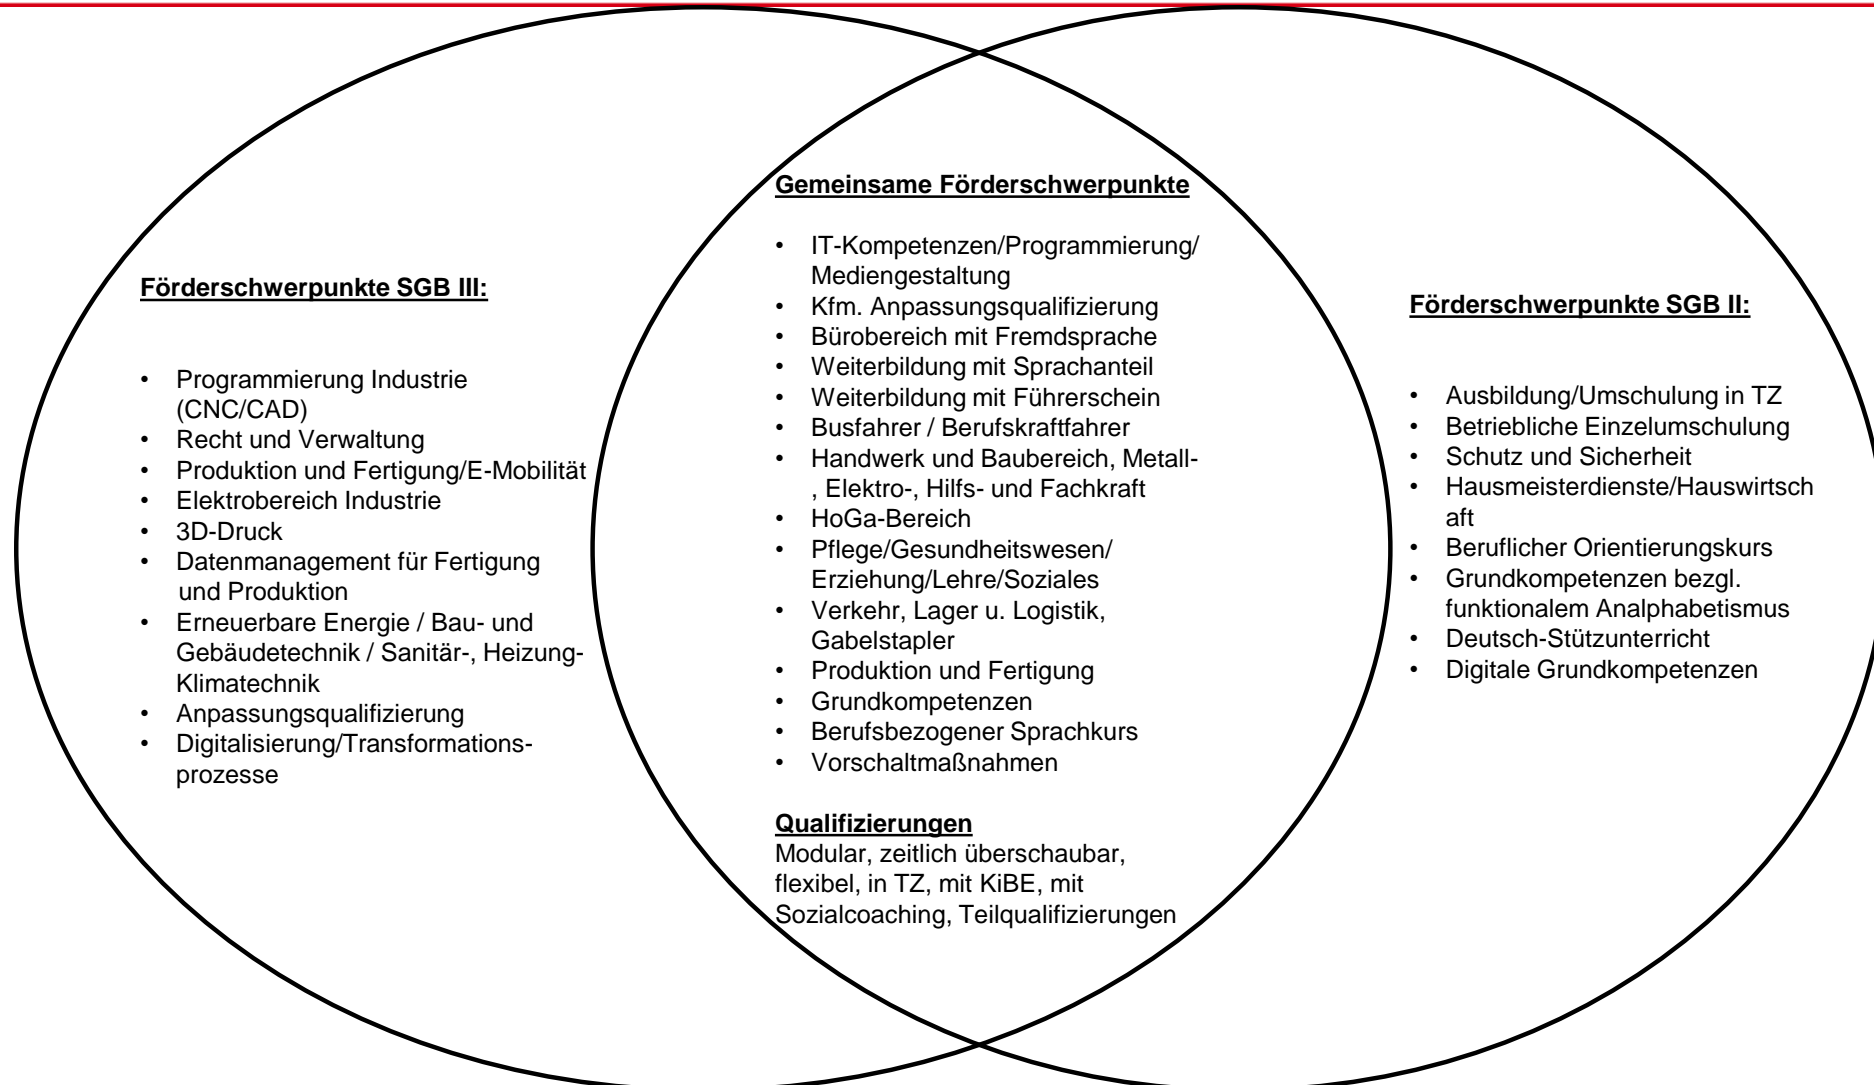 Förderschwerpunkte SGB III:
• Programmierung Industrie
(CNC/CAD)
• Recht und Verwaltung
• Produktion und Fertigung/E-Mobilität
• Elektrobereich Industrie
• 3D-Druck
• Datenmanagement für Fertigung
und Produktion
• Erneuerbare Energie / Bau- und
Gebäudetechnik / Sanitär-, Heizung-
Klimatechnik
• Anpassungsqualifizierung
• Digitalisierung/Transformations-
prozesse
Gemeinsame Förderschwerpunkte
• IT-Kompetenzen/Programmierung/
Mediengestaltung
• Kfm. Anpassungsqualifizierung
• Bürobereich mit Fremdsprache
• Weiterbildung mit Sprachanteil
• Weiterbildung mit Führerschein
• Busfahrer / Berufskraftfahrer
• Handwerk und Baubereich, Metall-
, Elektro-, Hilfs- und Fachkraft
• HoGa-Bereich
• Pflege/Gesundheitswesen/
Erziehung/Lehre/Soziales
• Verkehr, Lager u. Logistik,
Gabelstapler
• Produktion und Fertigung
• Grundkompetenzen
• Berufsbezogener Sprachkurs
• Vorschaltmaßnahmen
Qualifizierungen
Modular, zeitlich überschaubar,
flexibel, in TZ, mit KiBE, mit
Sozialcoaching, Teilqualifizierungen
Förderschwerpunkte SGB II:
• Ausbildung/Umschulung in TZ
• Betriebliche Einzelumschulung
• Schutz und Sicherheit
• Hausmeisterdienste/Hauswirtsch
aft
• Beruflicher Orientierungskurs
• Grundkompetenzen bezgl.
funktionalem Analphabetismus
• Deutsch-Stützunterricht
• Digitale Grundkompetenzen